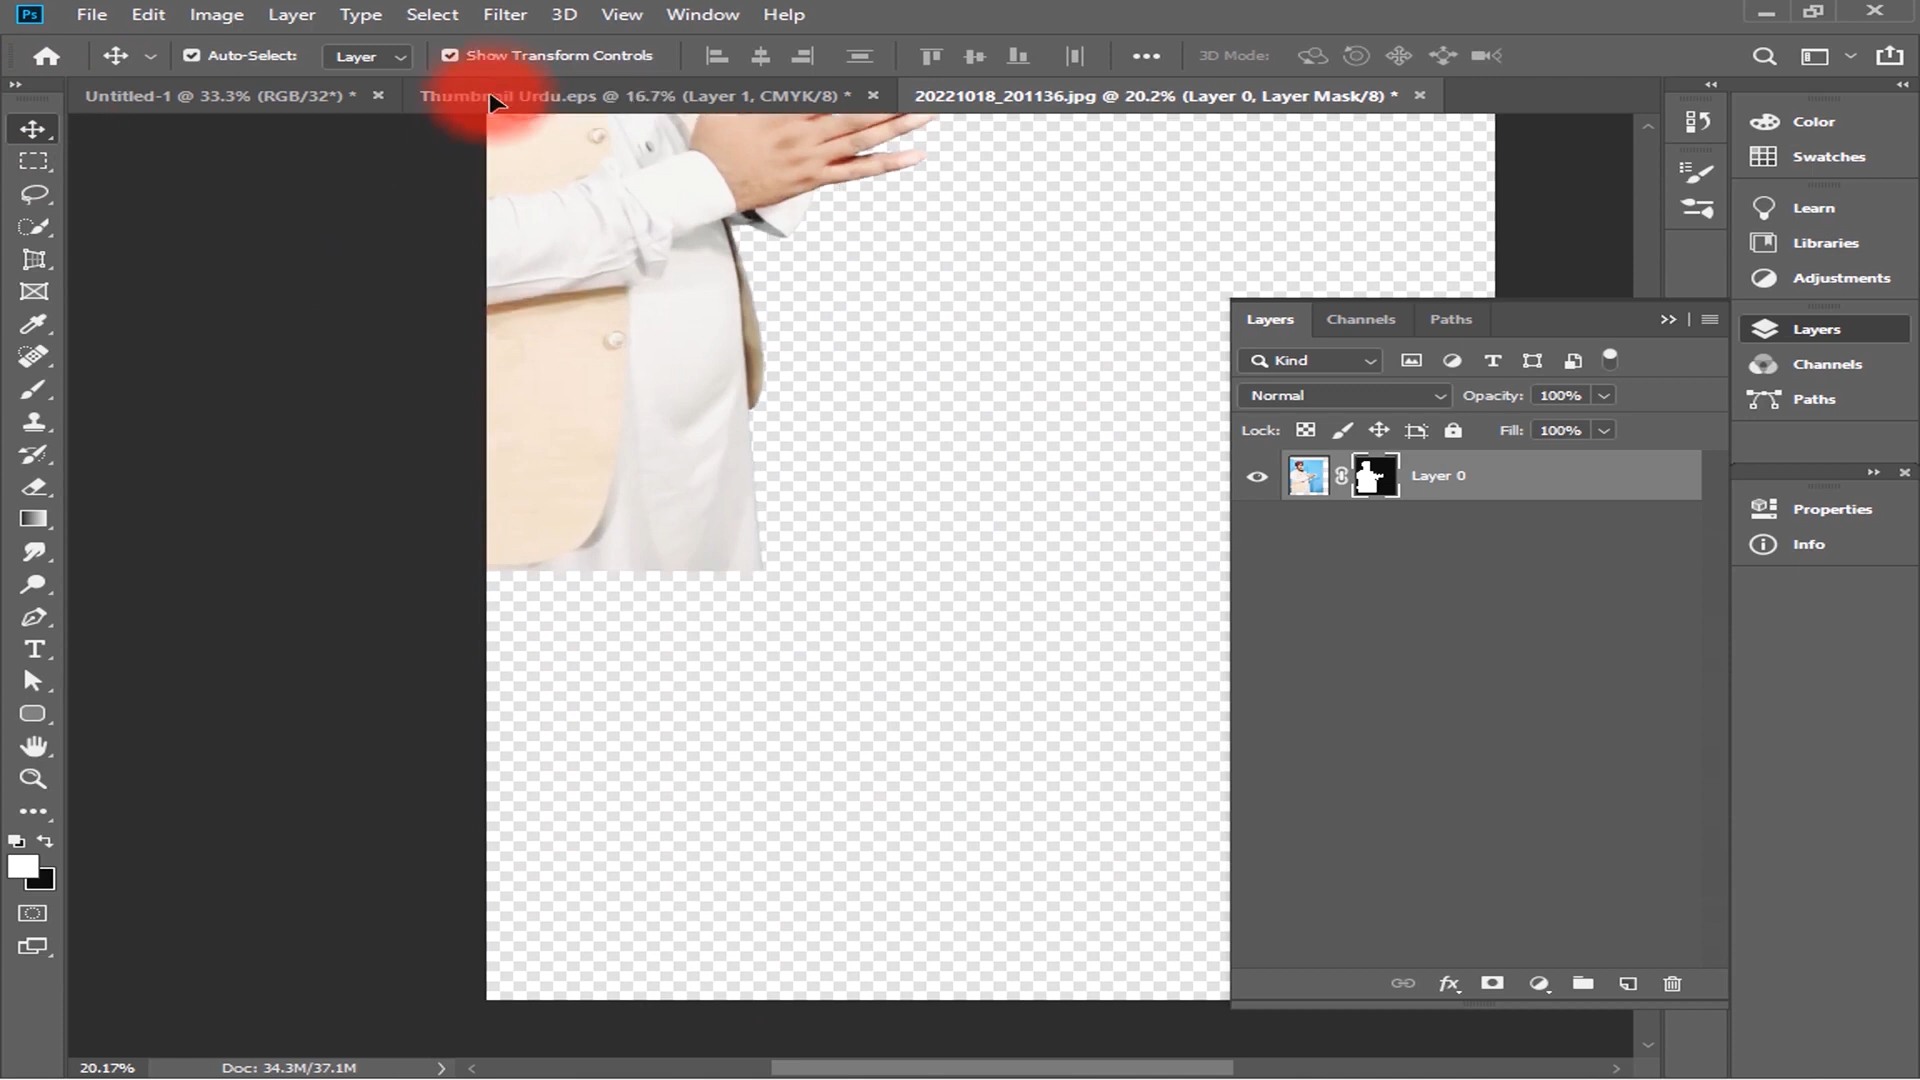 Ps File Edit Image Layer Type Select Filter 3D View Window Help
Auto-Select: Layer Show Transform Controls 3D Mode:
Untitled-1 @ 33.3% (RGB/32*) * Thumbnail Urdu.eps @ 16.7% (Layer 1, CMYK/8) * 20221018_201136.jpg @ 20.2% (Layer 0, Layer Mask/8) *
Color
Swatches
Learn
Libraries
Adjustments
Layers
Channels
Paths
Properties
Info
Layers Channels Paths
Kind
Normal Opacity: 100%
Lock: Fill: 100%
Layer 0
fx
20.17% Doc: 34.3M/37.1M